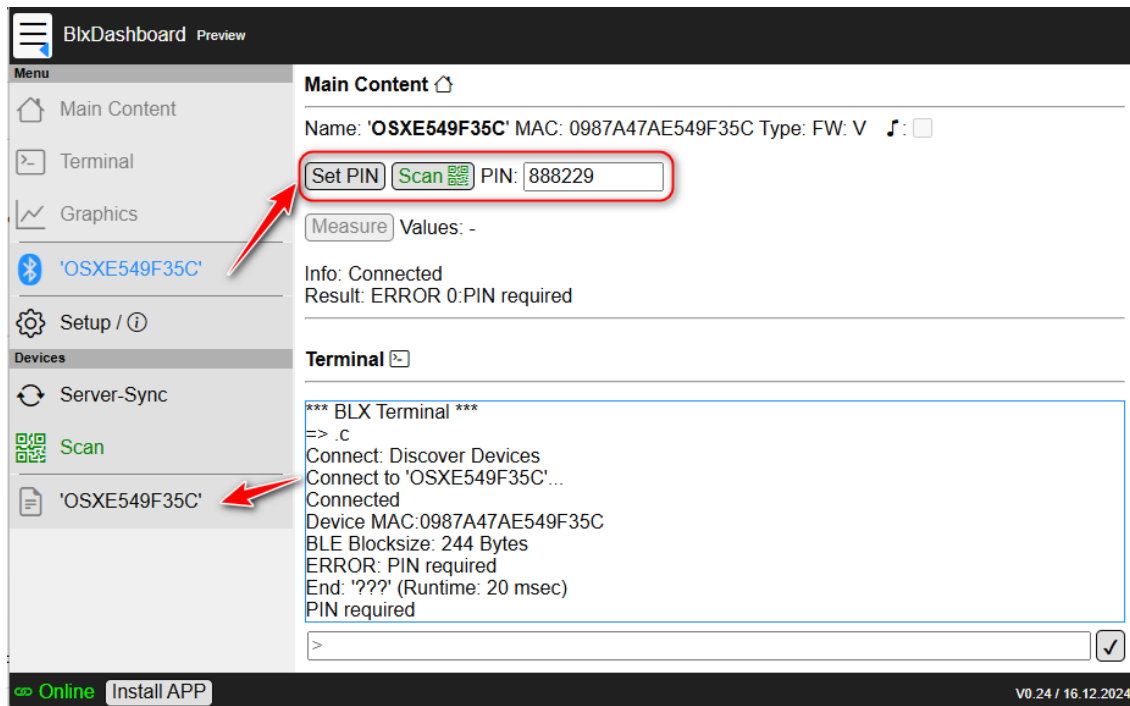 BlxDashboard Preview
Menu
Main Content
Terminal
Graphics
'OSXE549F35C'
Setup /
Devices
Server-Sync
Scan
'OSXE549F35C'
Main Content
Name: 'OSXE549F35C' MAC: 0987A47AE549F35C Type: FW: V :
Set PIN Scan PIN: 888229
Measure Values: -
Info: Connected
Result: ERROR 0:PIN required
Terminal
*** BLX Terminal ***
=> .c
Connect: Discover Devices
Connect to 'OSXE549F35C'...
Connected
Device MAC:0987A47AE549F35C
BLE Blocksize: 244 Bytes
ERROR: PIN required
End: '???' (Runtime: 20 msec)
PIN required
>
Online Install APP
V0.24 / 16.12.2024